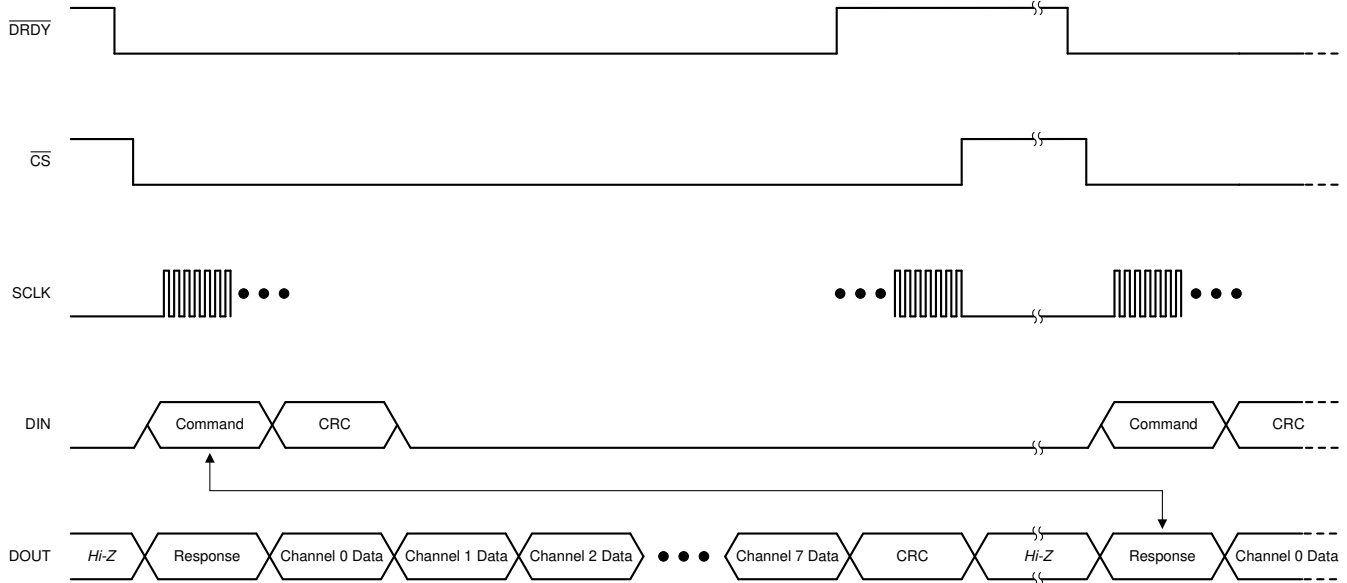 DRDY
CS
SCLK
DIN Command CRC Command CRC
DOUT Hi-Z Response Channel 0 Data Channel 1 Data Channel 2 Data Channel 7 Data CRC Hi-Z Response Channel 0 Data